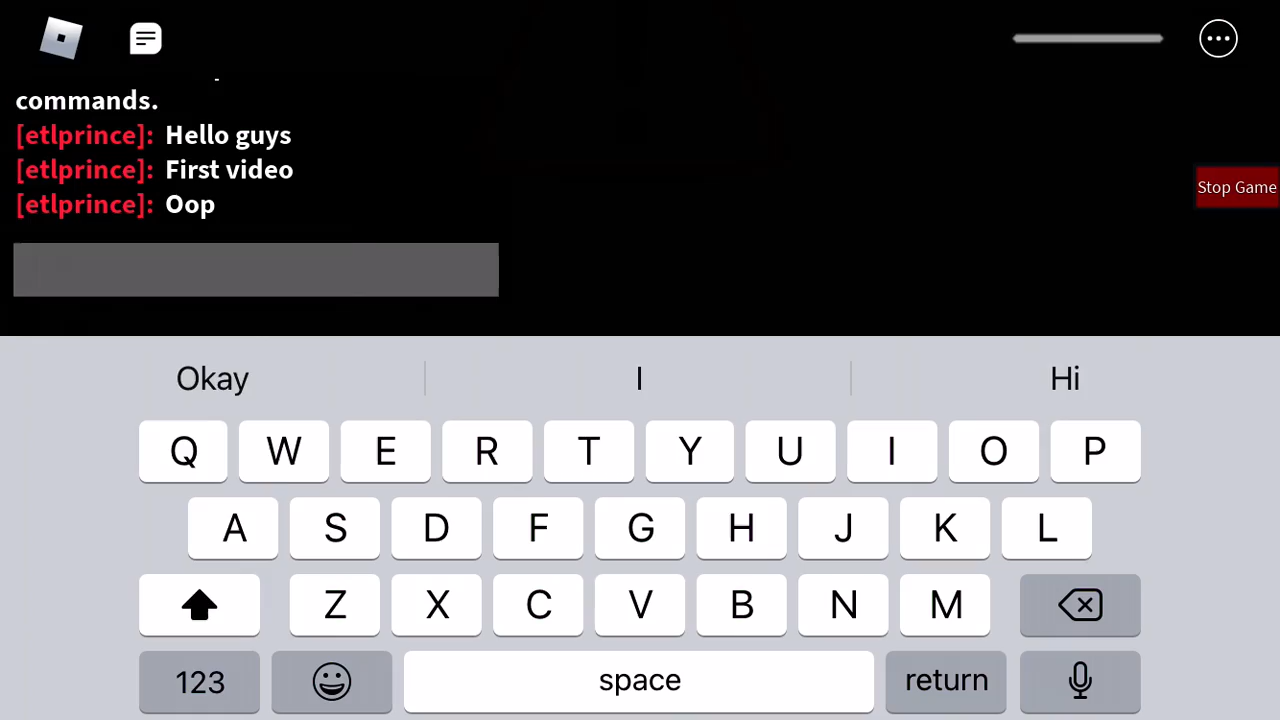 commands.
[etlprince]: Hello guys
[etlprince]: First video
[etlprince]: Oop
Stop Game
Okay I Hi
Q W E R T Y U I O P
A S D F G H J K L
Z X C V B N M
123 space return